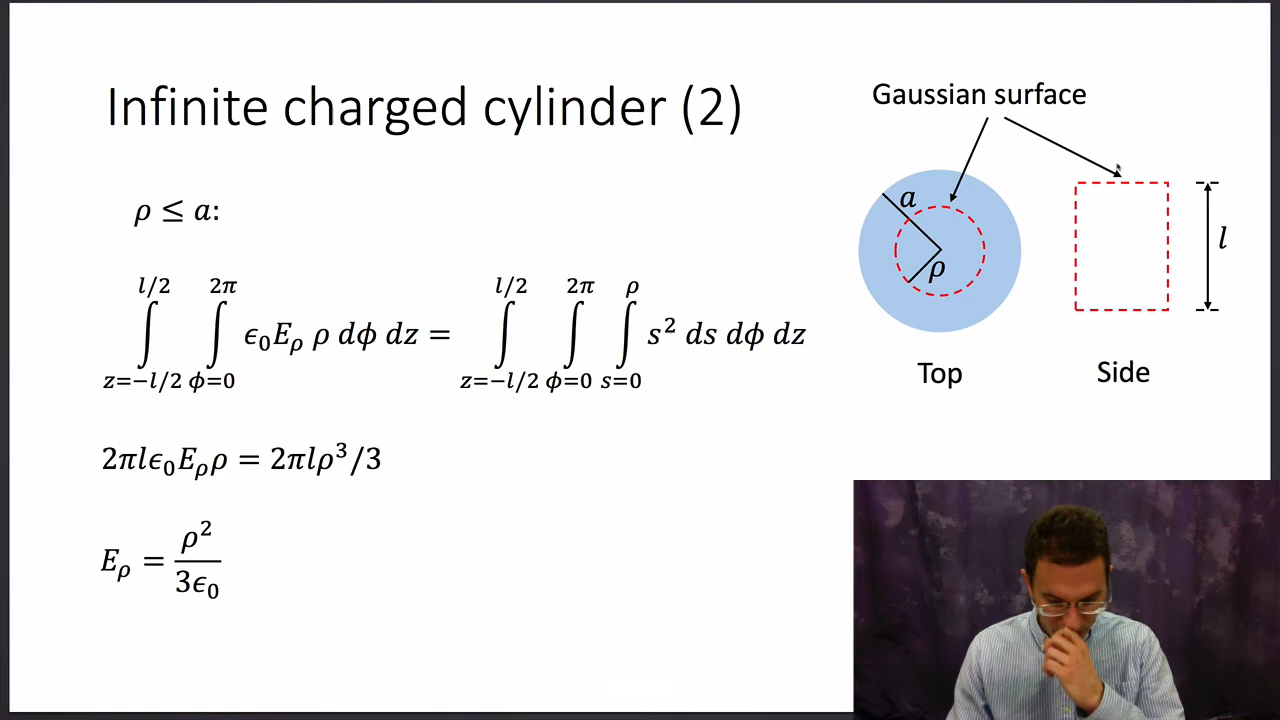 Infinite charged cylinder (2)
Gaussian surface
ρ ≤ a:
a
ρ
l
Top
Side
∫_{z=−l/2}^{l/2} ∫_{ϕ=0}^{2π} ϵ₀E_ρ ρ dϕ dz = ∫_{z=−l/2}^{l/2} ∫_{ϕ=0}^{2π} ∫_{s=0}^{ρ} s² ds dϕ dz
2πlϵ₀E_ρρ = 2πlρ³/3
E_ρ = ρ²/3ϵ₀